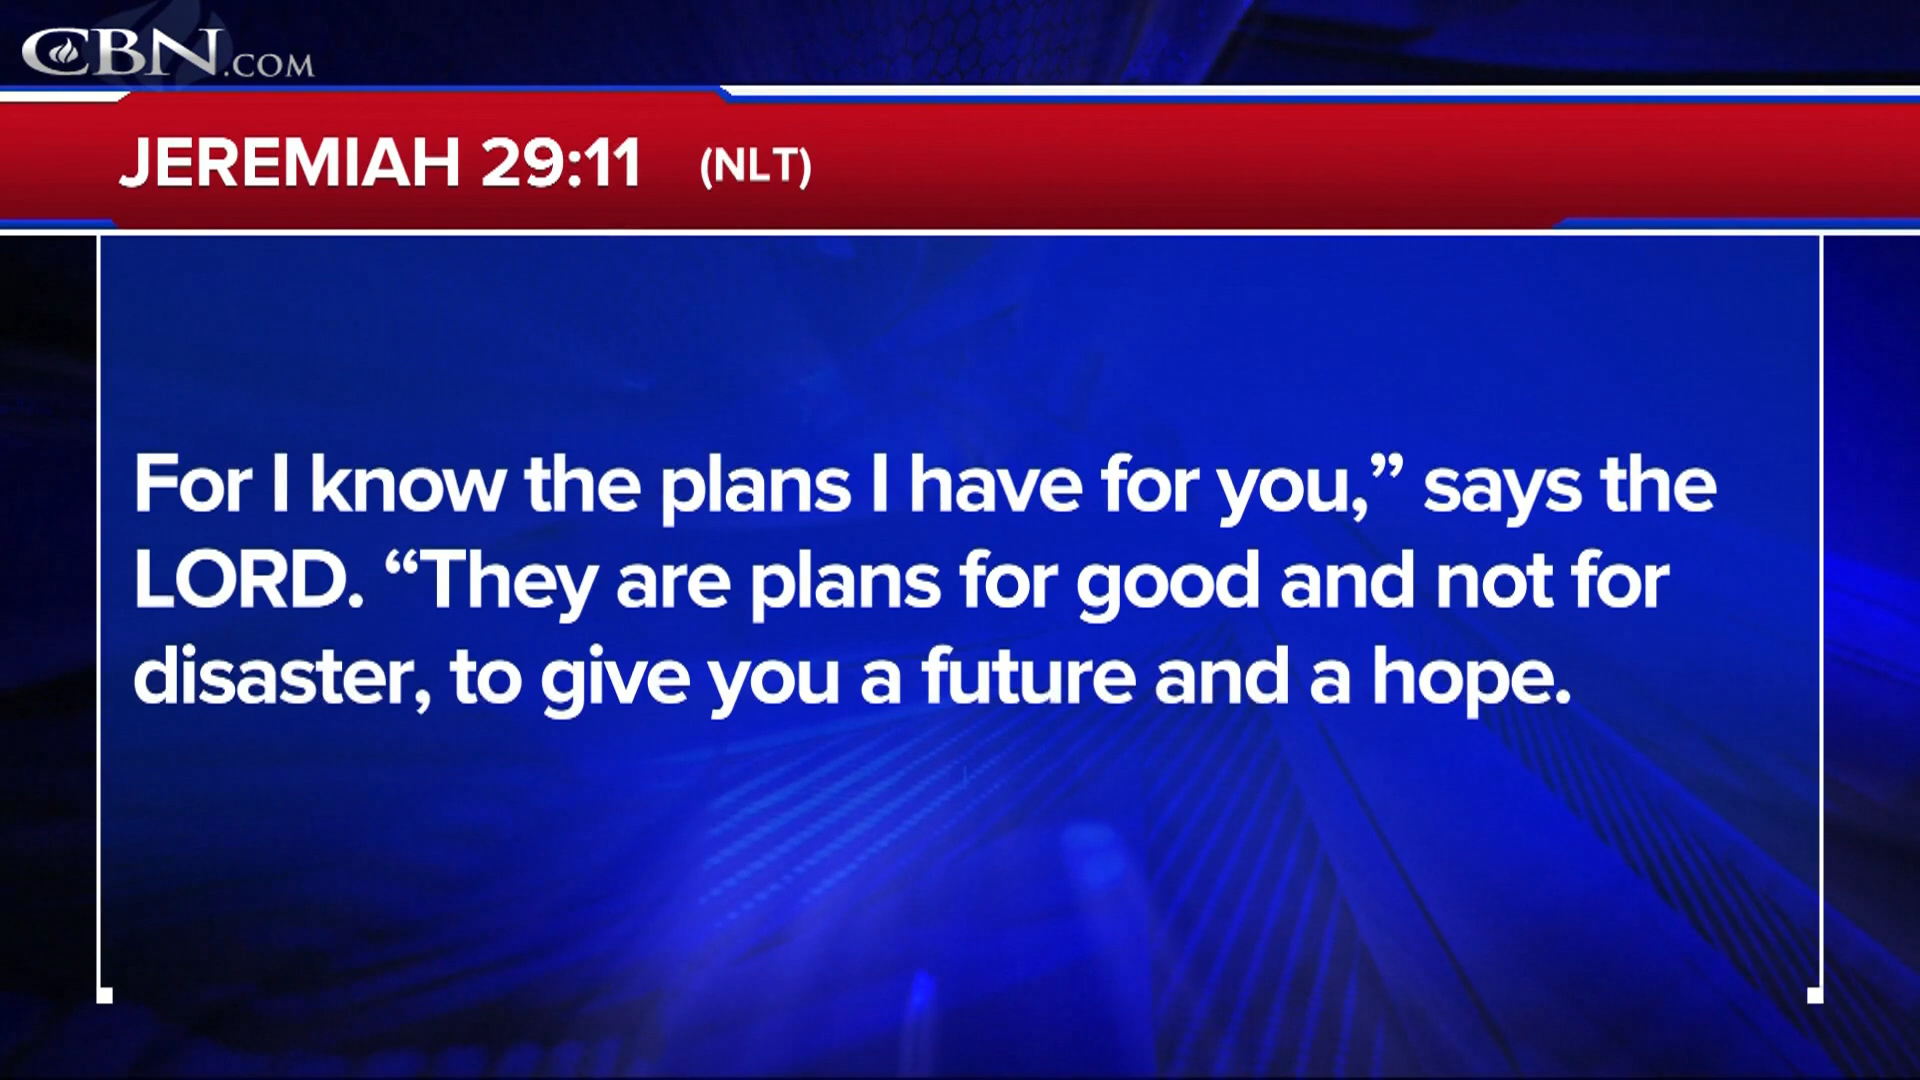 CBN.COM
JEREMIAH 29:11 (NLT)
For I know the plans I have for you,” says the
LORD. “They are plans for good and not for
disaster, to give you a future and a hope.